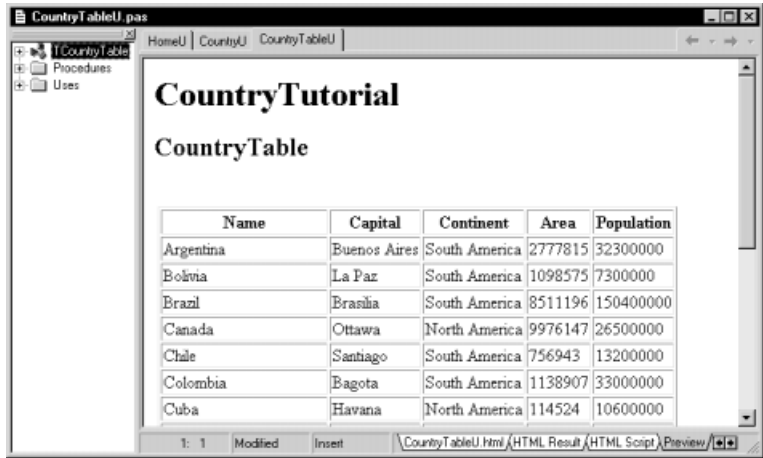 CountryTableU.pas
TCountryTable
Procedures
Uses
HomeU CountryU CountryTableU
CountryTutorial
CountryTable
Name Capital Continent Area Population
Argentina Buenos Aires South America 2777815 32300000
Bolivia La Paz South America 1098575 7300000
Brazil Brasilia South America 8511196 150400000
Canada Ottawa North America 9976147 26500000
Chile Santiago South America 756943 13200000
Colombia Bagota South America 1138907 33000000
Cuba Havana North America 114524 10600000
1: 1 Modified Insert CountryTableU.html HTML Result HTML Script Preview